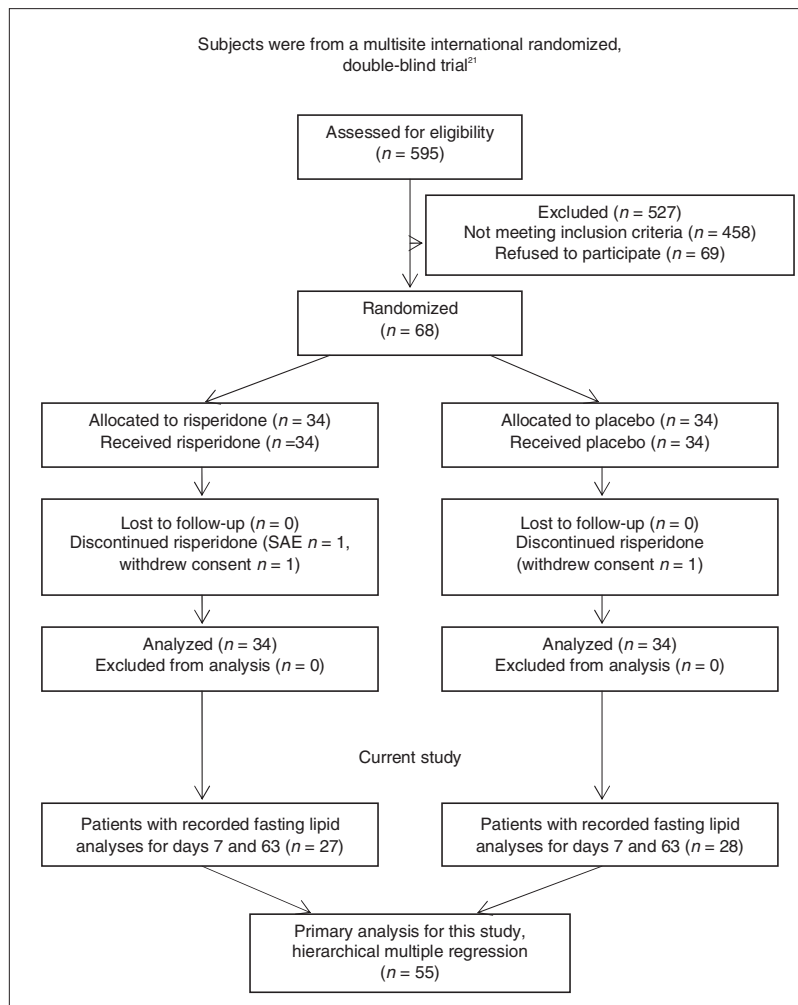 Subjects were from a multisite international randomized,
double-blind trial21
Assessed for eligibility
(n = 595)
Excluded (n = 527)
Not meeting inclusion criteria (n = 458)
Refused to participate (n = 69)
Randomized
(n = 68)
Allocated to risperidone (n = 34)
Received risperidone (n =34)
Allocated to placebo (n = 34)
Received placebo (n = 34)
Lost to follow-up (n = 0)
Discontinued risperidone (SAE n = 1,
withdrew consent n = 1)
Lost to follow-up (n = 0)
Discontinued risperidone
(withdrew consent n = 1)
Analyzed (n = 34)
Excluded from analysis (n = 0)
Analyzed (n = 34)
Excluded from analysis (n = 0)
Current study
Patients with recorded fasting lipid
analyses for days 7 and 63 (n = 27)
Patients with recorded fasting lipid
analyses for days 7 and 63 (n = 28)
Primary analysis for this study,
hierarchical multiple regression
(n = 55)